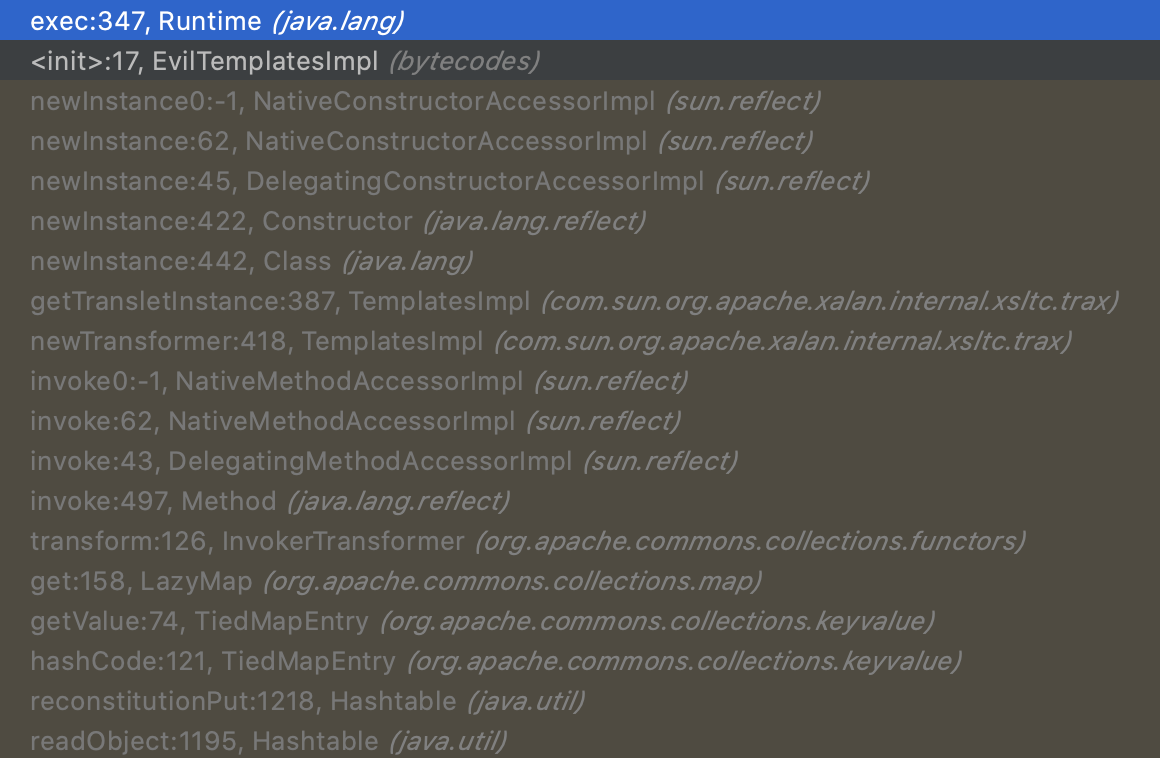 exec:347, Runtime (java.lang)
<init>:17, EvilTemplatesImpl (bytecodes)
newInstance0:-1, NativeConstructorAccessorImpl (sun.reflect)
newInstance:62, NativeConstructorAccessorImpl (sun.reflect)
newInstance:45, DelegatingConstructorAccessorImpl (sun.reflect)
newInstance:422, Constructor (java.lang.reflect)
newInstance:442, Class (java.lang)
getTransletInstance:387, TemplatesImpl (com.sun.org.apache.xalan.internal.xsltc.trax)
newTransformer:418, TemplatesImpl (com.sun.org.apache.xalan.internal.xsltc.trax)
invoke0:-1, NativeMethodAccessorImpl (sun.reflect)
invoke:62, NativeMethodAccessorImpl (sun.reflect)
invoke:43, DelegatingMethodAccessorImpl (sun.reflect)
invoke:497, Method (java.lang.reflect)
transform:126, InvokerTransformer (org.apache.commons.collections.functors)
get:158, LazyMap (org.apache.commons.collections.map)
getValue:74, TiedMapEntry (org.apache.commons.collections.keyvalue)
hashCode:121, TiedMapEntry (org.apache.commons.collections.keyvalue)
reconstitutionPut:1218, Hashtable (java.util)
readObject:1195, Hashtable (java.util)